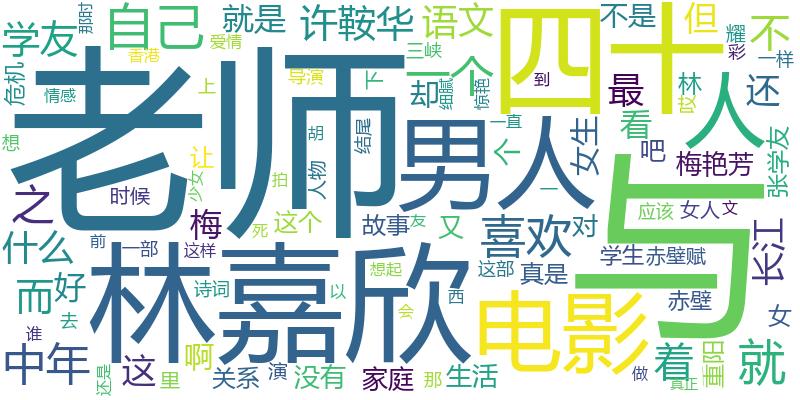 学友
自己
那时
就是
爱情
许鞍华
语文
四十
不是
但
不
耀
彩
一样
危机
香港
情感
上
导演
下
三峡
一个
却
细腻
惊艳
到
最
林
哎
还
想
老师
让
少女
拍
胡
人物
结尾
男人
一直
个
女生
看
吧
人
张学友
之
时候
梅
这个
死
故事
友
又
喜欢
对
梅艳芳
应该
女人
文
与
什么
前
一部
这样
林嘉欣
想起
这部
真是
一
学生
赤壁赋
长江
而
好
去
诗词
以
会
西
电影
赤壁
女
谁
中年
还是
这
里
啊
关系
演
没有
家庭
那
生活
做
着
真正
重阳
就